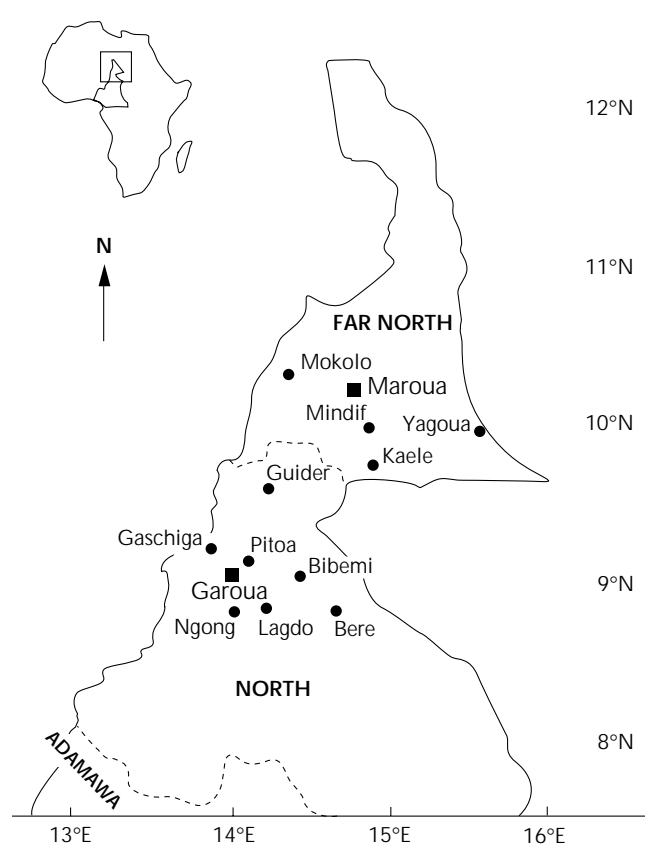 12°N
N
11°N
FAR NORTH
Mokolo
Maroua
Mindif
Yagoua
10°N
Kaele
Guider
Gaschiga
Pitoa
Bibemi
9°N
Garoua
Ngong
Lagdo
Bere
NORTH
ADAMAWA
8°N
13°E
14°E
15°E
16°E